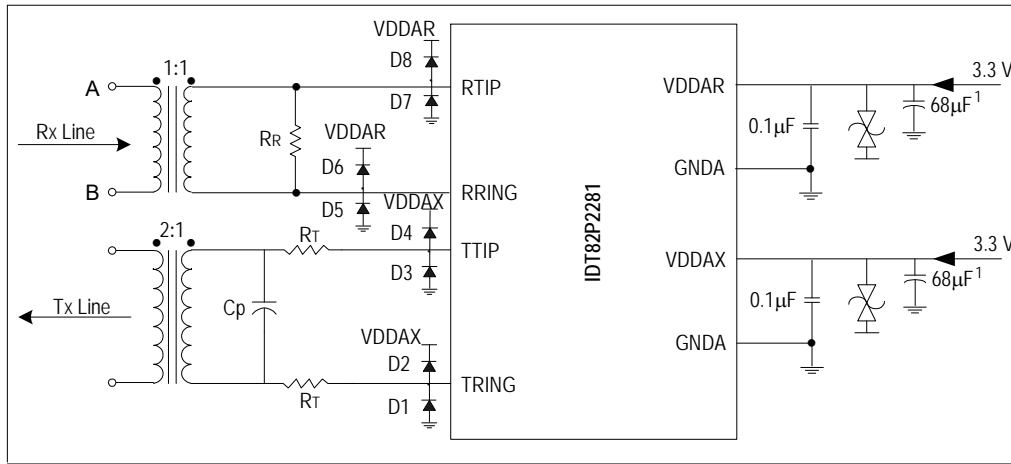 VDDAR
D8
1:1
A
RTIP
D7
VDDAR
Rx Line
RR
D6
B
RRING
D5
VDDAX
2:1
RT
D4
TTIP
D3
Cp
Tx Line
VDDAX
D2
RT
TRING
D1
IDT82P2281
VDDAR
3.3 V
0.1μF
68μF1
GNDA
VDDAX
3.3 V
0.1μF
68μF1
GNDA